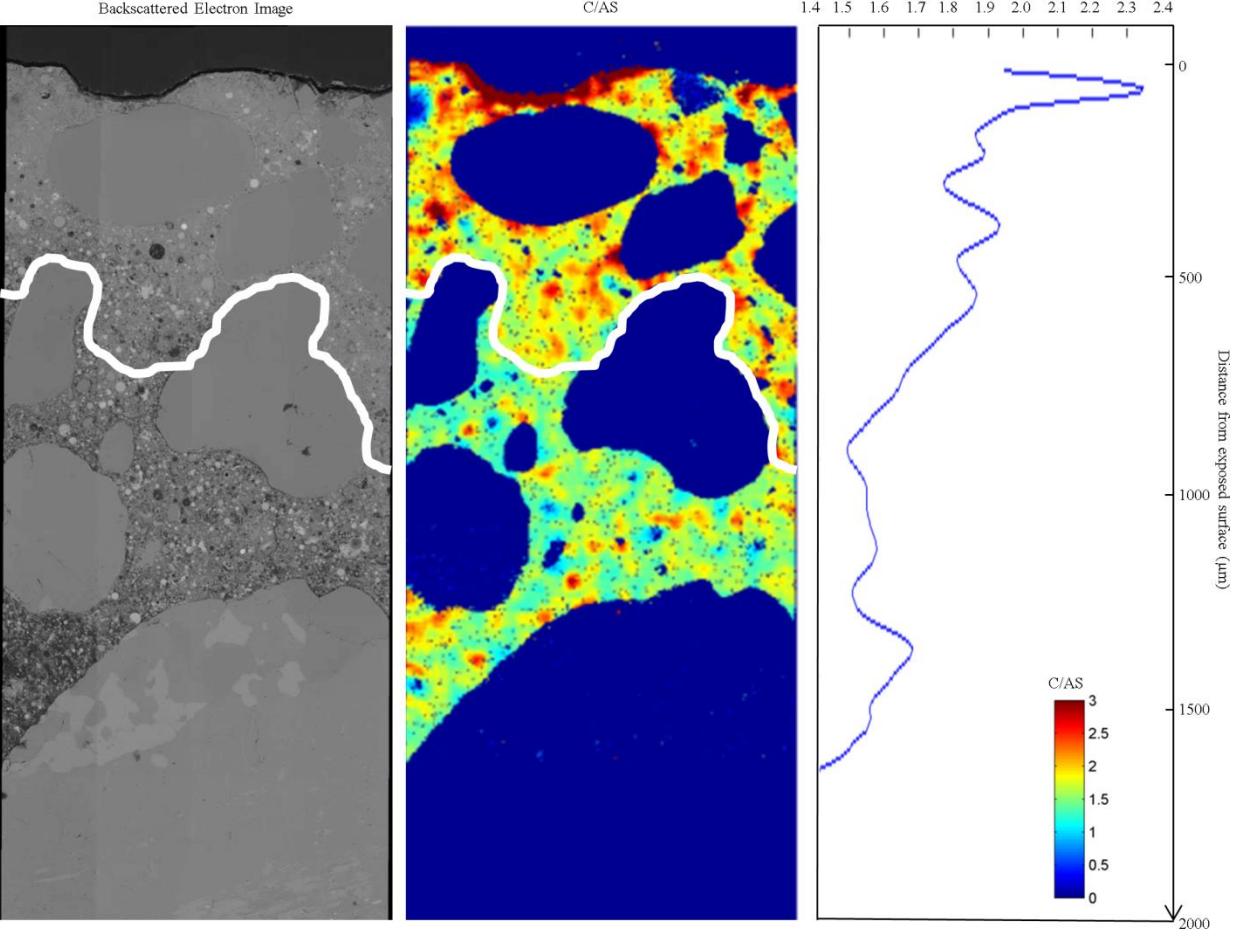 Backscattered Electron Image
C/AS
1.4 1.5 1.6 1.7 1.8 1.9 2.0 2.1 2.2 2.3 2.4
0
500
Distance from exposed surface (μm)
1000
C/AS
3
2.5
2
1.5
1
0.5
0
1500
2000